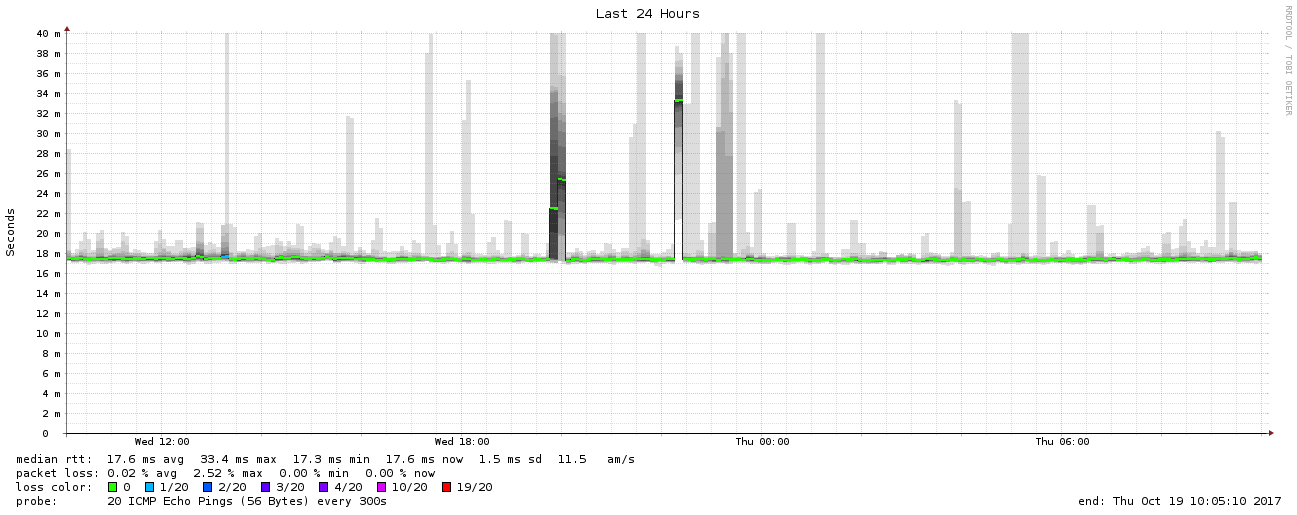 Last 24 Hours
RRDTOOL / TOBI OETIKER
Seconds
40 m
38 m
36 m
34 m
32 m
30 m
28 m
26 m
24 m
22 m
20 m
18 m
16 m
14 m
12 m
10 m
8 m
6 m
4 m
2 m
0
Wed 12:00 Wed 18:00 Thu 00:00 Thu 06:00
median rtt: 17.6 ms avg 33.4 ms max 17.3 ms min 17.6 ms now 1.5 ms sd 11.5 am/s
packet loss: 0.02 % avg 2.52 % max 0.00 % min 0.00 % now
loss color: 0 1/20 2/20 3/20 4/20 10/20 19/20
probe: 20 ICMP Echo Pings (56 Bytes) every 300s end: Thu Oct 19 10:05:10 2017